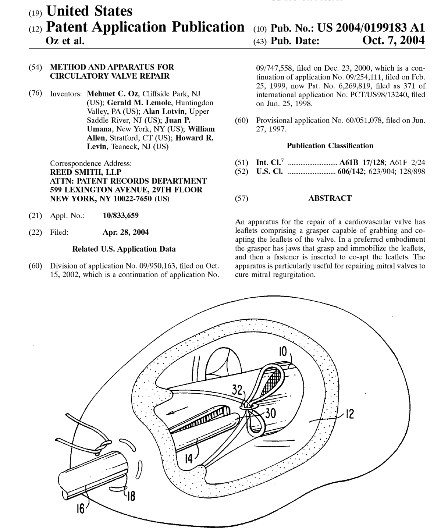 (19) United States
(12) Patent Application Publication (10) Pub. No.: US 2004/0199183 A1
Oz et al. (43) Pub. Date: Oct. 7, 2004
(54) METHOD AND APPARATUS FOR
CIRCULATORY VALVE REPAIR
(76) Inventors: Mehmet C. Oz, Cliffside Park, NJ
(US); Gerald M. Lemole, Huntingdon
Valley, PA (US); Alan Lotvin, Upper
Saddle River, NJ (US); Juan P.
Umana, New York, NY (US); William
Allen, Stratford, CT (US); Howard R.
Levin, Teaneck, NJ (US)
Correspondence Address:
REED SMITH, LLP
ATTN: PATENT RECORDS DEPARTMENT
599 LEXINGTON AVENUE, 29TH FLOOR
NEW YORK, NY 10022-7650 (US)
(21) Appl. No.: 10/833,659
(22) Filed: Apr. 28, 2004
Related U.S. Application Data
(60) Division of application No. 09/950,163, filed on Oct.
15, 2002, which is a continuation of application No.
09/747,558, filed on Dec. 23, 2000, which is a con-
tinuation of application No. 09/254,111, filed on Feb.
25, 1999, now Pat. No. 6,269,819, filed as 371 of
international application No. PCT/US98/13240, filed
on Jun. 25, 1998.
(60) Provisional application No. 60/051,078, filed on Jun.
27, 1997.
Publication Classification
(51) Int. Cl.7 ........................ A61B 17/128; A61F 2/24
(52) U.S. Cl. ................... 606/142; 623/904; 128/898
(57) ABSTRACT
An apparatus for the repair of a cardiovascular valve has
leaflets comprising a grasper capable of grabbing and co-
apting the leaflets of the valve. In a preferred embodiment
the grasper has jaws that grasp and immobilize the leaflets,
and then a fastener is inserted to co-apt the leaflets. The
apparatus is particularly useful for repairing mitral valves to
cure mitral regurgitation.
10
32
30
12
14
18
16